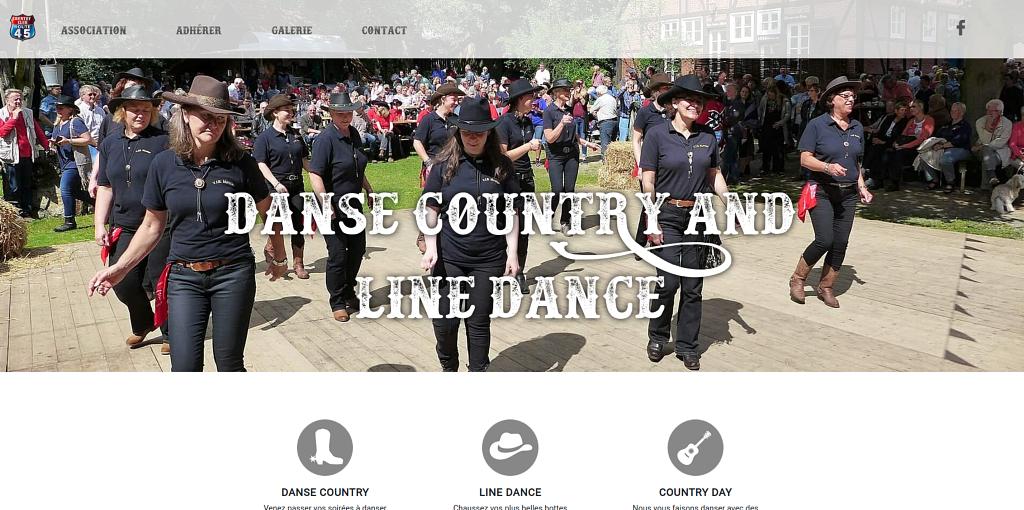 COUNTRY CLUB
ROUTE
45
ASSOCIATION
ADHÉRER
GALERIE
CONTACT
DANSE COUNTRY AND
LINE DANCE
DANSE COUNTRY
LINE DANCE
COUNTRY DAY
Venez passer vos soirées à danser
Chaussez vos plus belles bottes
Nous vous faisons danser avec des